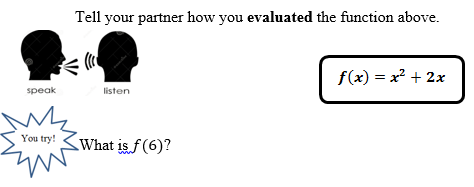 Tell your partner how you evaluated the function above.
speak
listen
f(x) = x² + 2x
You try!
What is f(6)?